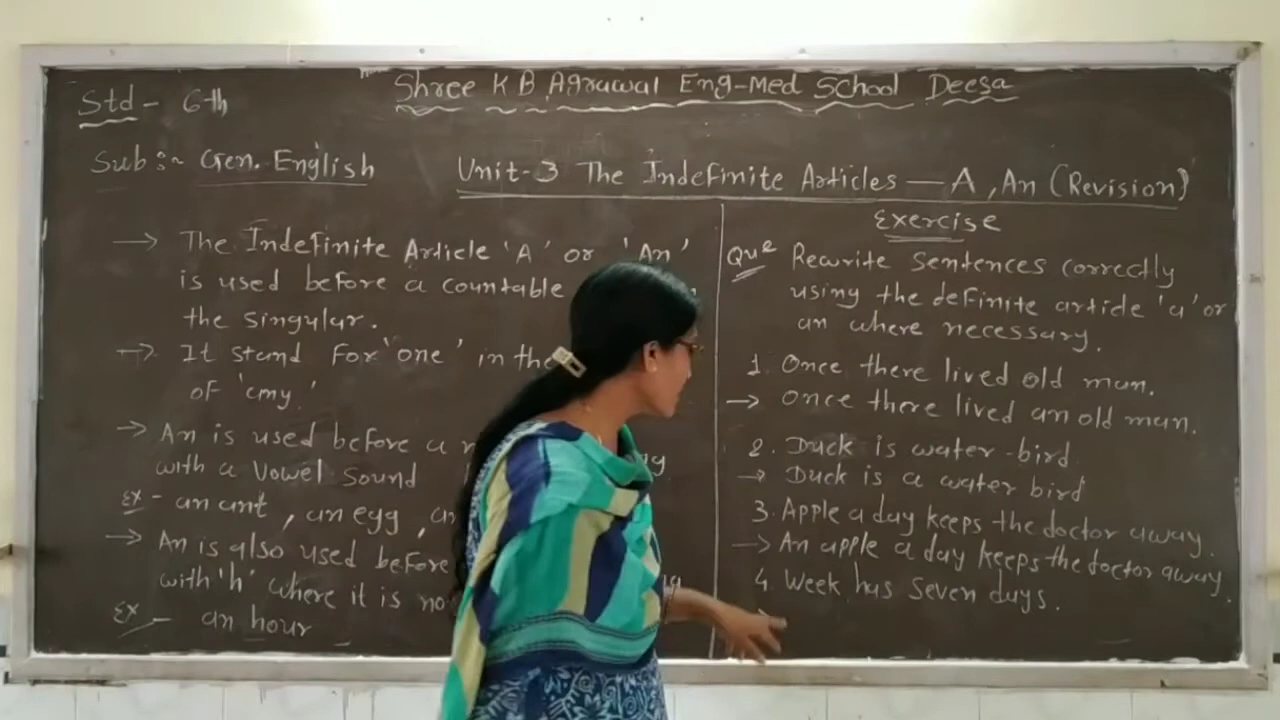 Shree K B Agrawal Eng-Med School Deesa
Std - 6th
Sub :- Gen. English
Unit-3 The Indefinite Articles — A, An (Revision)
→ The Indefinite Article 'A' or 'An'
is used before a countable
the singular.
→ It stand for 'one' in the
of 'any.'
→ An is used before a
with a vowel sound
Ex - an ant, an egg, an
→ An is also used before
with 'h' where it is no
Ex - an hour
Exercise
Que Rewrite sentences correctly
using the definite article 'a' or
an where necessary.
1. Once there lived old man.
→ Once there lived an old man.
2. Duck is water-bird.
→ Duck is a water bird
3. Apple a day keeps the doctor away.
→ An apple a day keeps the doctor away.
4. Week has seven days.